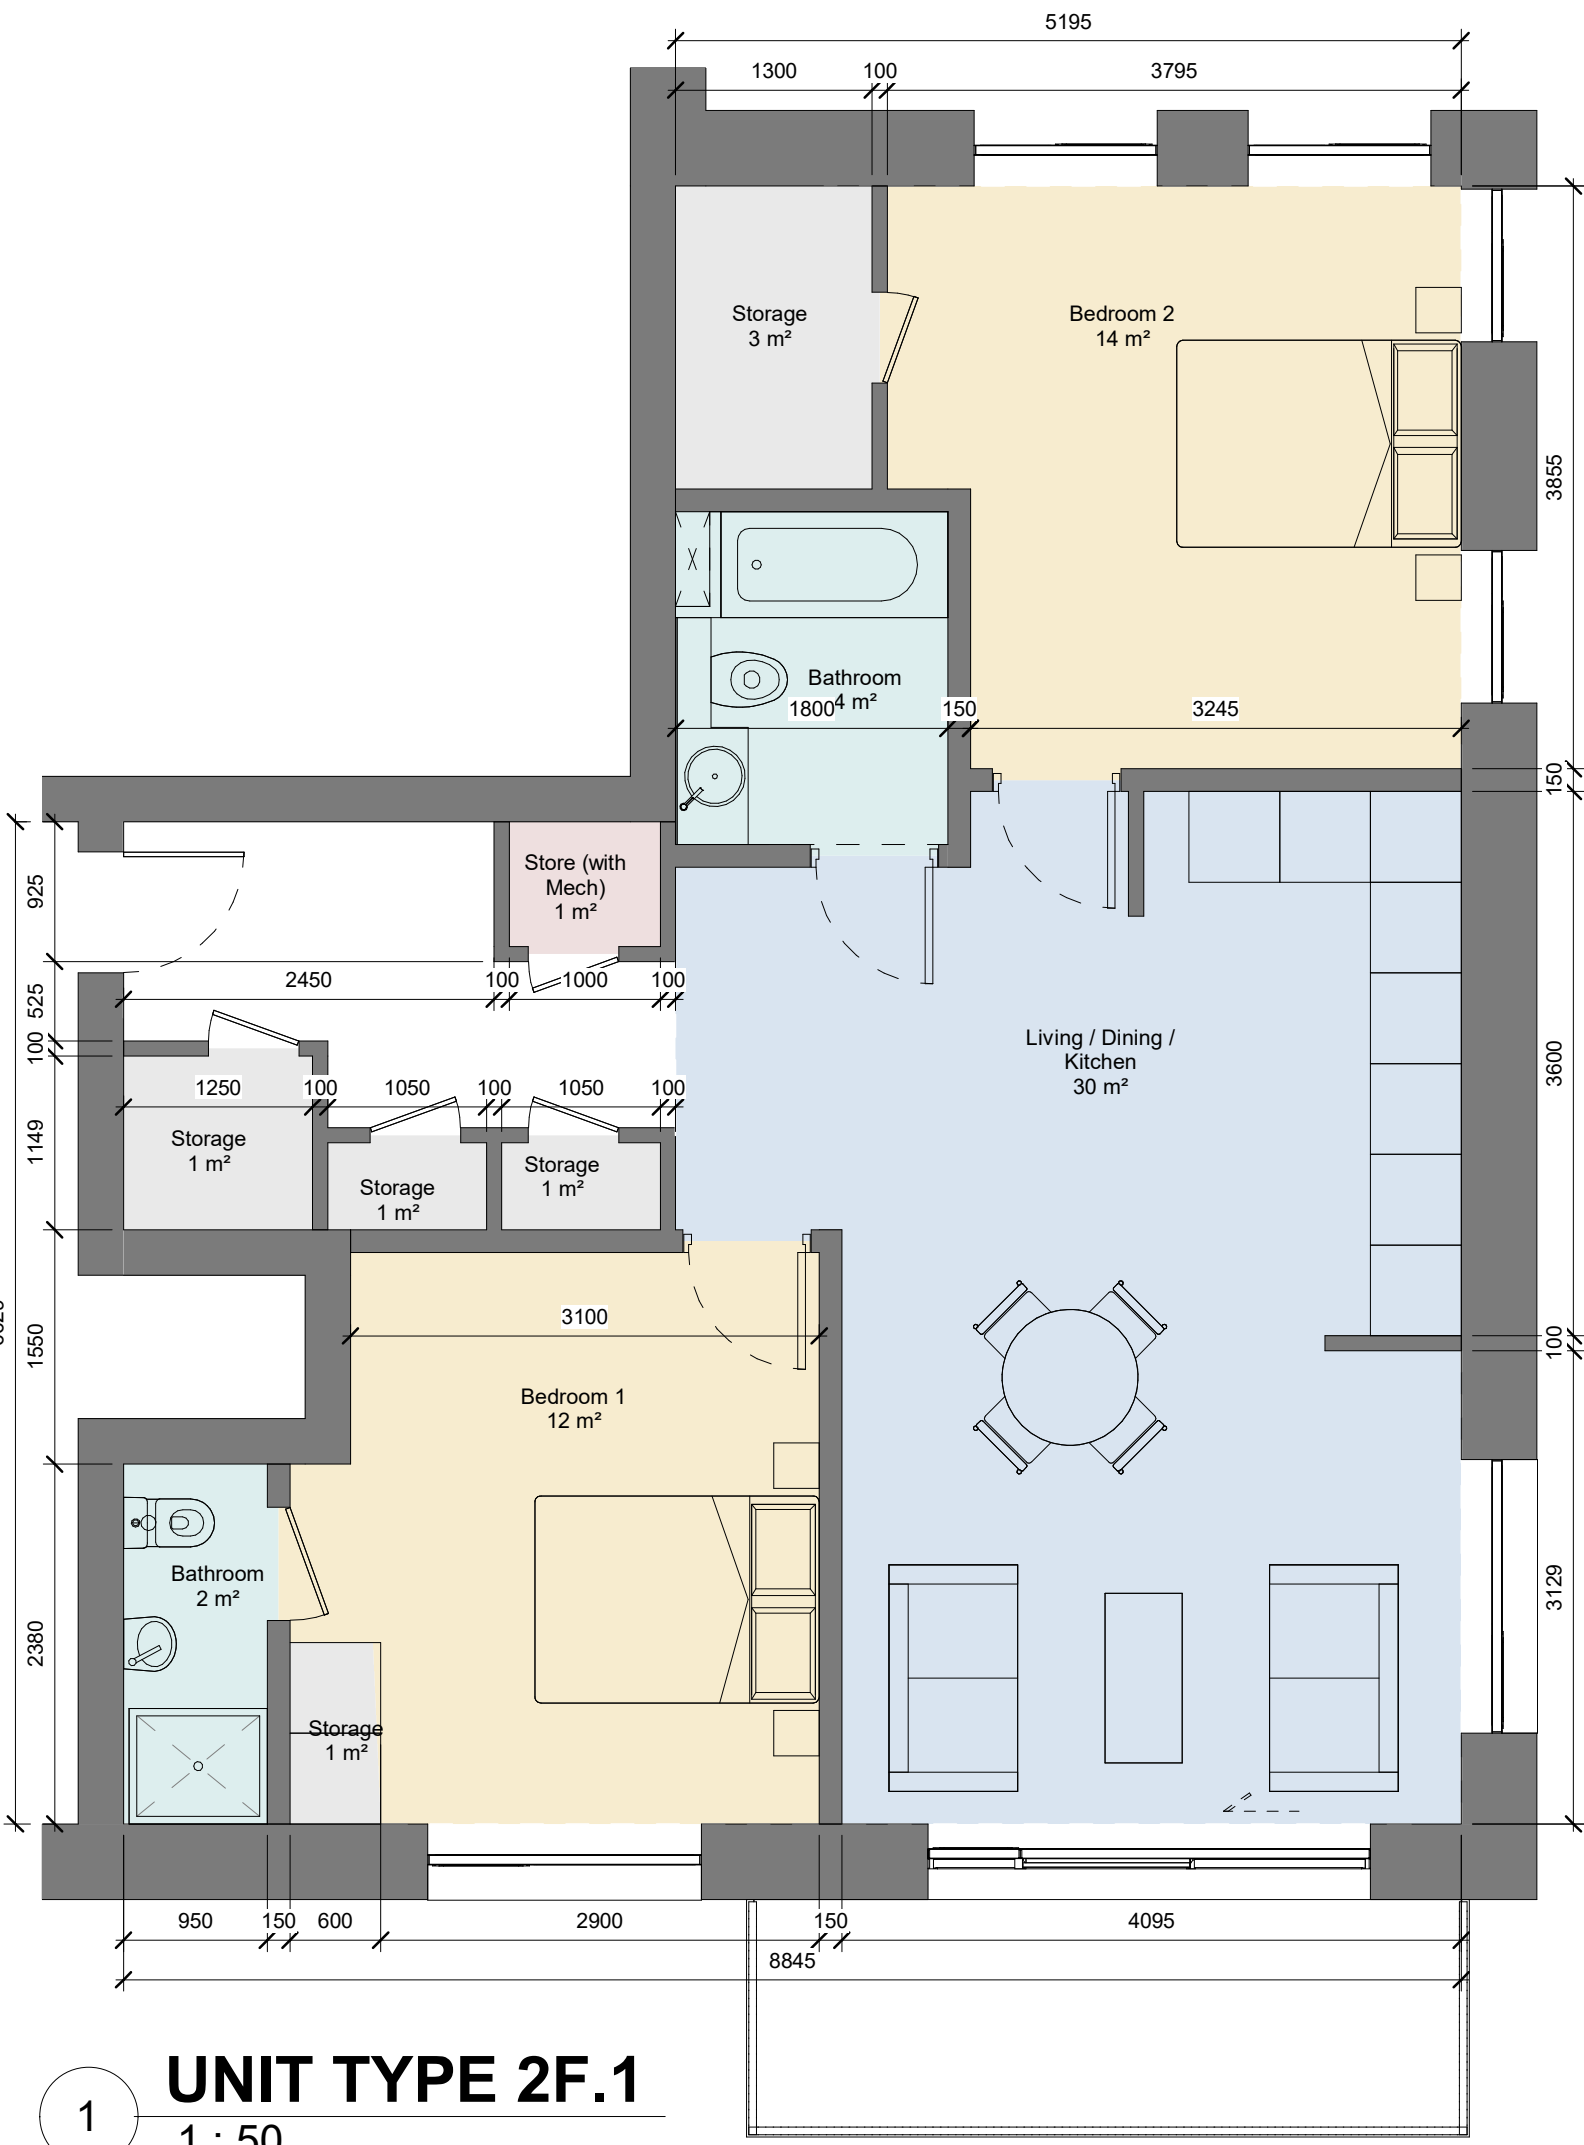 5195
1300 100 3795
Storage
3 m²
Bedroom 2
14 m²
3855
Bathroom
4 m²
1800 150 3245
150
Store (with
Mech)
1 m²
925
2450 100 1000 100
525
100
Living / Dining /
Kitchen
30 m²
3600
1250 100 1050 100 1050 100
1149
Storage
1 m²
Storage
1 m²
Storage
1 m²
3100
1550
100
Bedroom 1
12 m²
Bathroom
2 m²
3129
2380
Storage
1 m²
950 150 600 2900 150 4095
8845
UNIT TYPE 2F.1
1
1 : 50